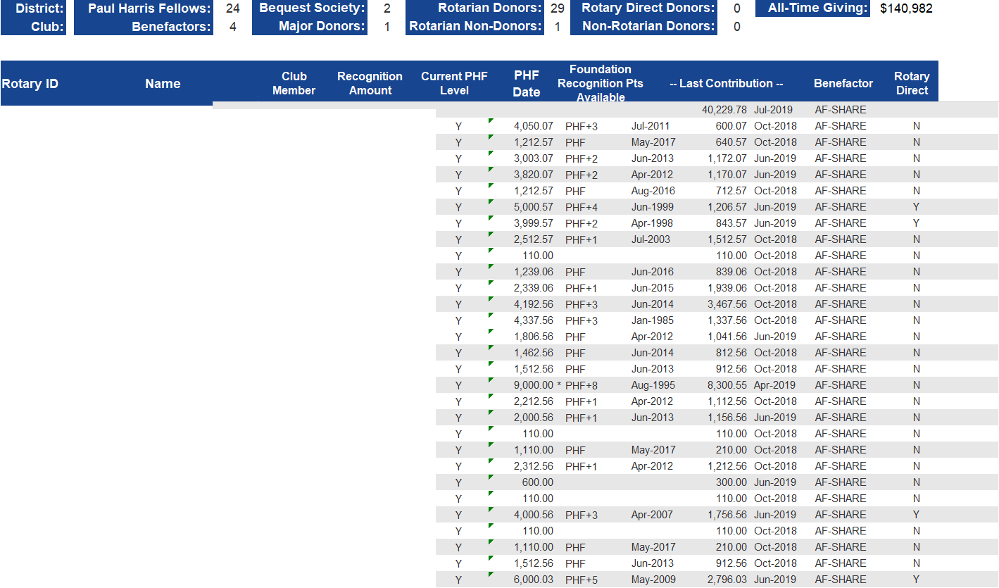 District: Paul Harris Fellows: 24 Bequest Society: 2 Rotarian Donors: 29 Rotary Direct Donors: 0 All-Time Giving: $140,982
Club: Benefactors: 4 Major Donors: 1 Rotarian Non-Donors: 1 Non-Rotarian Donors: 0
Rotary ID Name Club Member Recognition Amount Current PHF Level PHF Date Foundation Recognition Pts Available -- Last Contribution -- Benefactor Rotary Direct
40,229.78 Jul-2019 AF-SHARE
Y 4,050.07 PHF+3 Jul-2011 600.07 Oct-2018 AF-SHARE N
Y 1,212.57 PHF May-2017 640.57 Oct-2018 AF-SHARE N
Y 3,003.07 PHF+2 Jun-2013 1,172.07 Jun-2019 AF-SHARE N
Y 3,820.07 PHF+2 Apr-2012 1,170.07 Jun-2019 AF-SHARE N
Y 1,212.57 PHF Aug-2016 712.57 Oct-2018 AF-SHARE N
Y 5,000.57 PHF+4 Jun-1999 1,206.57 Jun-2019 AF-SHARE Y
Y 3,999.57 PHF+2 Apr-1998 843.57 Jun-2019 AF-SHARE Y
Y 2,512.57 PHF+1 Jul-2003 1,512.57 Oct-2018 AF-SHARE N
Y 110.00 110.00 Oct-2018 AF-SHARE N
Y 1,239.06 PHF Jun-2016 839.06 Oct-2018 AF-SHARE N
Y 2,339.06 PHF+1 Jun-2015 1,939.06 Oct-2018 AF-SHARE N
Y 4,192.56 PHF+3 Jun-2014 3,467.56 Oct-2018 AF-SHARE N
Y 4,337.56 PHF+3 Jan-1985 1,337.56 Oct-2018 AF-SHARE N
Y 1,806.56 PHF Apr-2012 1,041.56 Jun-2019 AF-SHARE N
Y 1,462.56 PHF Jun-2014 812.56 Oct-2018 AF-SHARE N
Y 1,512.56 PHF Jun-2013 912.56 Oct-2018 AF-SHARE N
Y 9,000.00 * PHF+8 Aug-1995 8,300.55 Apr-2019 AF-SHARE N
Y 2,212.56 PHF+1 Apr-2012 1,112.56 Oct-2018 AF-SHARE N
Y 2,000.56 PHF+1 Jun-2013 1,156.56 Jun-2019 AF-SHARE N
Y 110.00 110.00 Oct-2018 AF-SHARE N
Y 1,110.00 PHF May-2017 210.00 Oct-2018 AF-SHARE N
Y 2,312.56 PHF+1 Apr-2012 1,212.56 Oct-2018 AF-SHARE N
Y 600.00 300.00 Jun-2019 AF-SHARE N
Y 110.00 110.00 Oct-2018 AF-SHARE N
Y 4,000.56 PHF+3 Apr-2007 1,756.56 Jun-2019 AF-SHARE Y
Y 110.00 110.00 Oct-2018 AF-SHARE N
Y 1,110.00 PHF May-2017 210.00 Oct-2018 AF-SHARE N
Y 1,512.56 PHF Jun-2013 912.56 Oct-2018 AF-SHARE N
Y 6,000.03 PHF+5 May-2009 2,796.03 Jun-2019 AF-SHARE Y